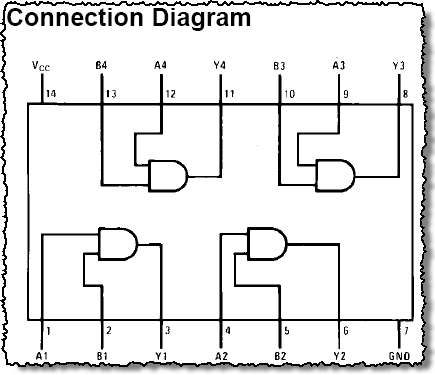 Connection Diagram
VCC B4 A4 Y4 B3 A3 Y3
14 13 12 11 10 9 8
1 2 3 4 5 6 7
A1 B1 Y1 A2 B2 Y2 GND